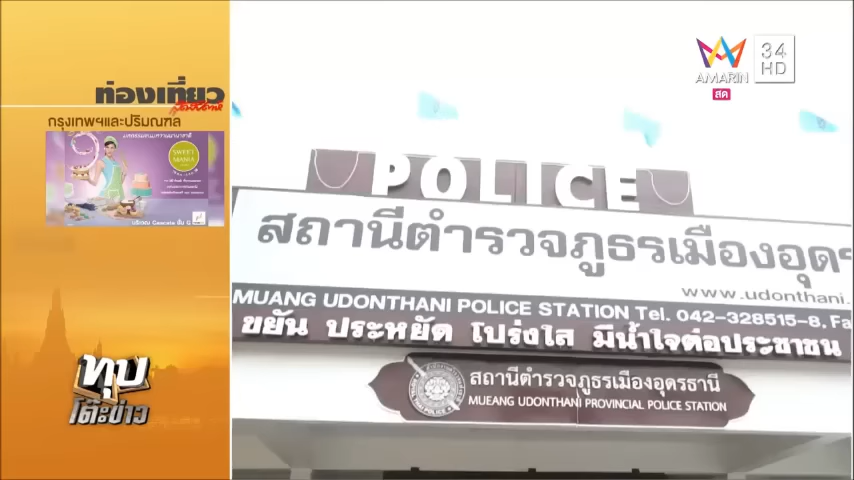 ท่องเที่ยว
กรุงเทพฯและปริมณฑล
SWEET
MAMA
ทุบ
โต๊ะข่าว
34
HD
AMARIN
สด
POLICE
สถานีตำรวจภูธรเมืองอุดร
www.udonthani.
MUANG UDONTHANI POLICE STATION Tel. 042-328515-8, Fa
ขยัน ประหยัด โปร่งใส มีน้ำใจต่อประชาชน
สถานีตำรวจภูธรเมืองอุดรธานี
MUEANG UDONTHANI PROVINCIAL POLICE STATION